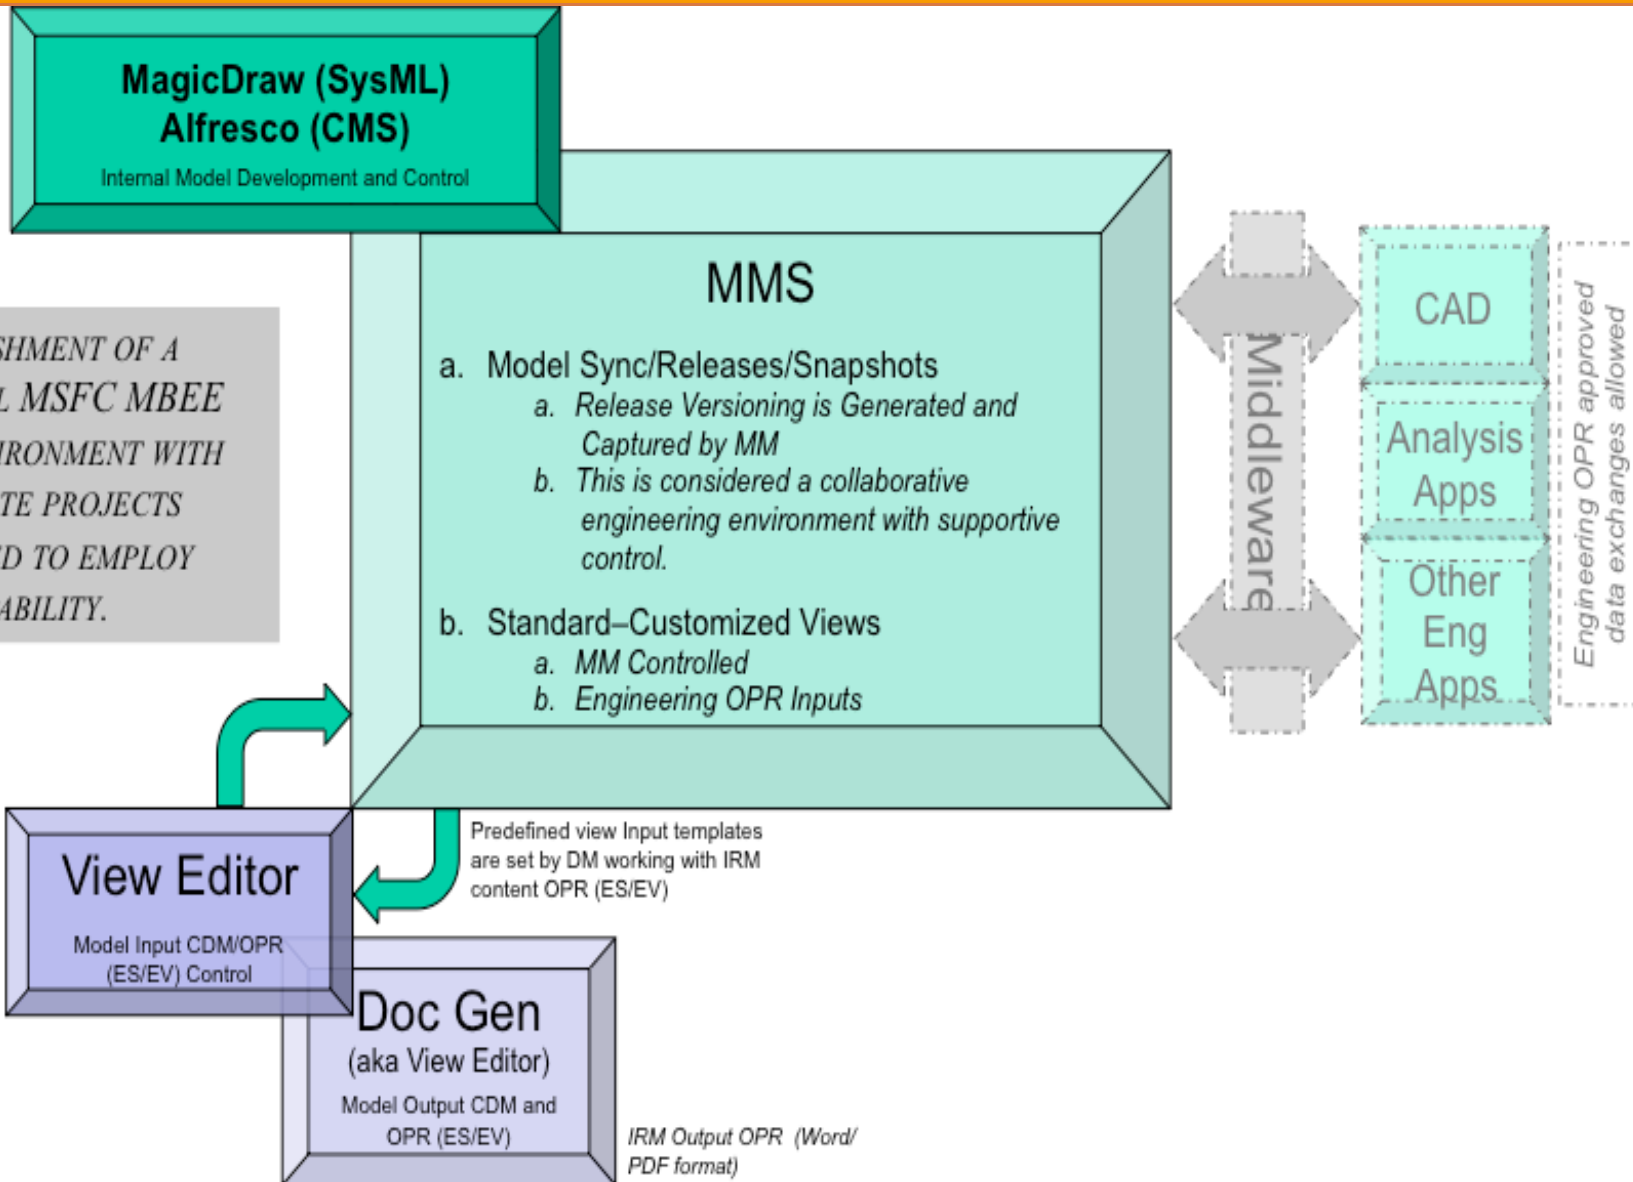 MagicDraw (SysML)
Alfresco (CMS)
Internal Model Development and Control
OF A
MSFC MBEE
WITH
PROJECTS
TO EMPLOY
MMS
a. Model Sync/Releases/Snapshots
a. Release Versioning is Generated and
Captured by MM
b. This is considered a collaborative
engineering environment with supportive
control.
b. Standard–Customized Views
a. MM Controlled
b. Engineering OPR Inputs
Middleware
CAD
Analysis
Apps
Other
Eng
Apps
Engineering OPR approved
data exchanges allowed
View Editor
Model Input CDM/OPR
(ES/EV) Control
Predefined view Input templates
are set by DM working with IRM
content OPR (ES/EV)
Doc Gen
(aka View Editor)
Model Output CDM and
OPR (ES/EV)
IRM Output OPR (Word/
PDF format)